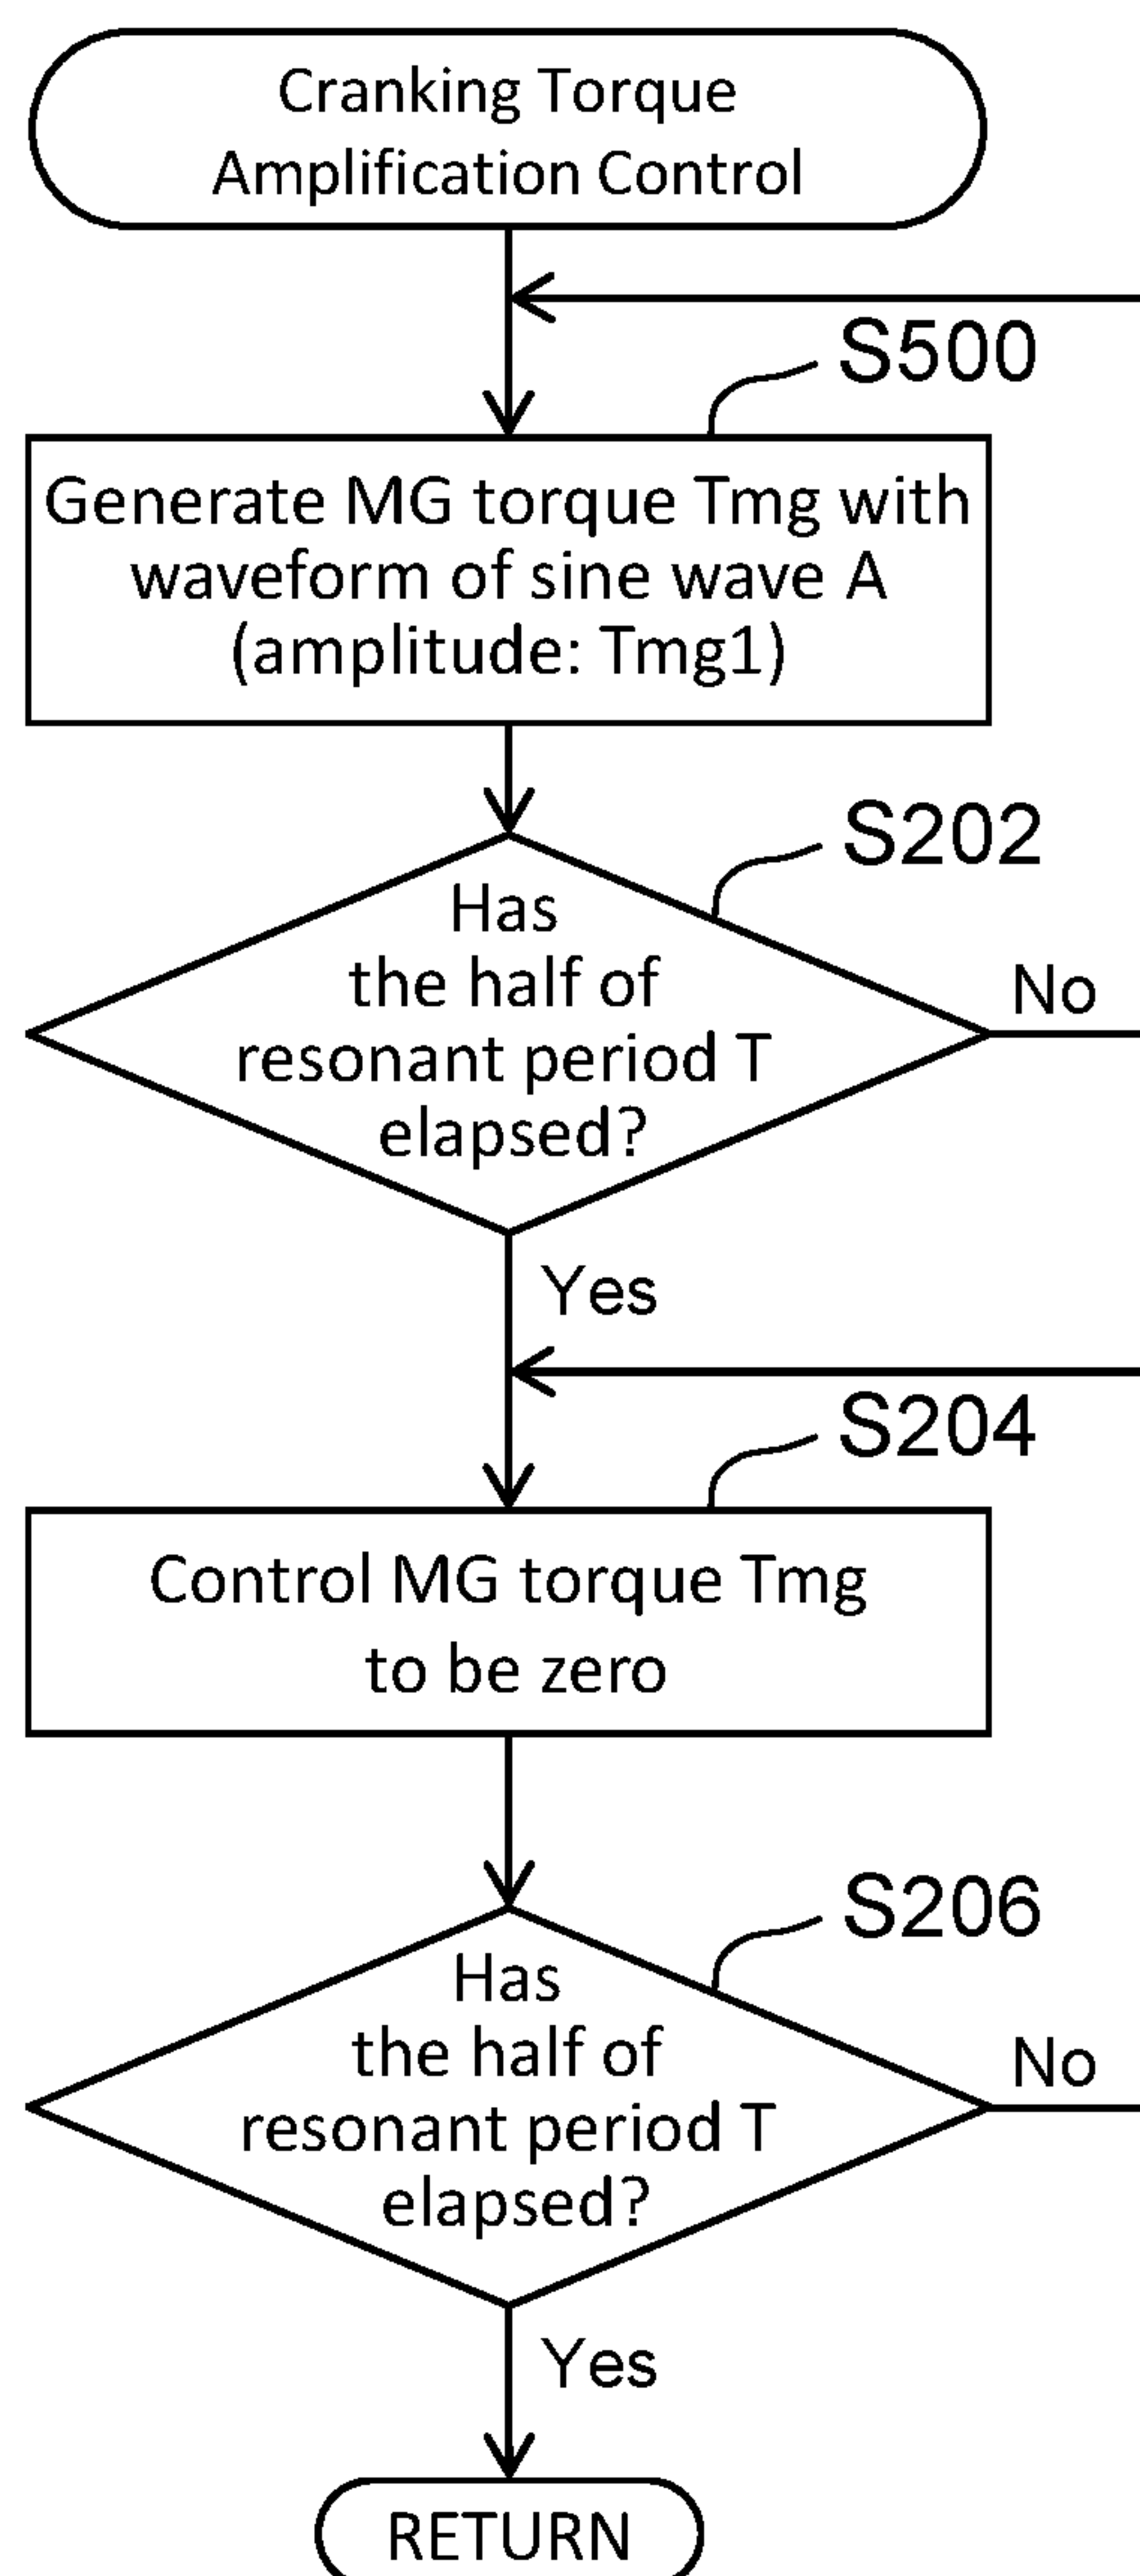 Cranking Torque
Amplification Control
S500
Generate MG torque Tmg with
waveform of sine wave A
(amplitude: Tmg1)
S202
Has
the half of
resonant period T
elapsed?
No
Yes
S204
Control MG torque Tmg
to be zero
S206
Has
the half of
resonant period T
elapsed?
No
Yes
RETURN